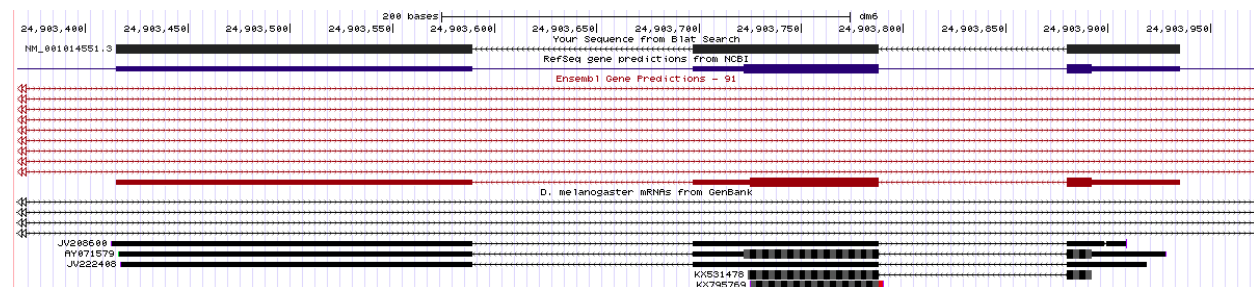 200 bases dm6
24,903,400 24,903,450 24,903,500 24,903,550 24,903,600 24,903,650 24,903,700 24,903,750 24,903,800 24,903,850 24,903,900 24,903,950
Your Sequence from Blat Search
NM_001014551.3
RefSeq gene predictions from NCBI
Ensembl Gene Predictions - 91
D. melanogaster mRNAs from GenBank
JV208600
AY071579
JV222408
KX531478
KX795769